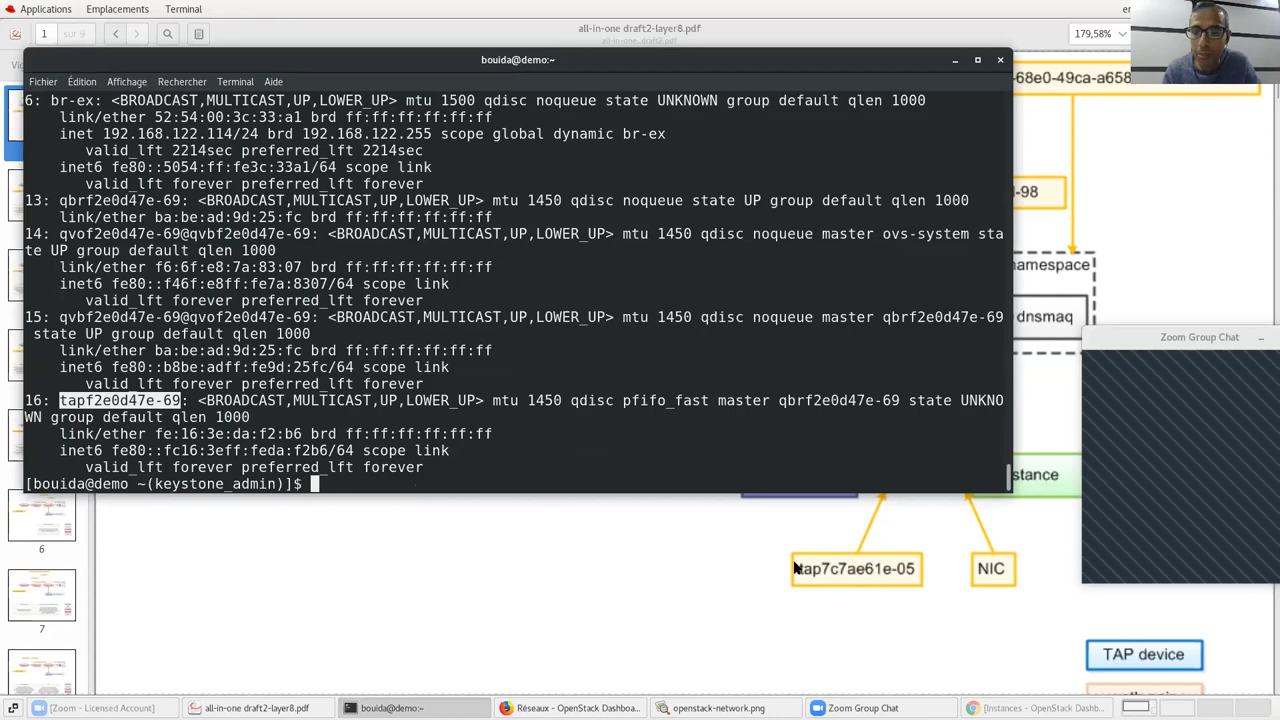 Applications
Emplacements
Terminal
1
sur 9
all-in-one draft2-layer8.pdf
all-in-one draft2.pdf
179,58%
bouida@demo:~
Fichier Édition Affichage Rechercher Terminal Aide
6: br-ex: <BROADCAST,MULTICAST,UP,LOWER_UP> mtu 1500 qdisc noqueue state UNKNOWN group default qlen 1000
link/ether 52:54:00:3c:33:a1 brd ff:ff:ff:ff:ff:ff
inet 192.168.122.114/24 brd 192.168.122.255 scope global dynamic br-ex
valid_lft 2214sec preferred_lft 2214sec
inet6 fe80::5054:ff:fe3c:33a1/64 scope link
valid_lft forever preferred_lft forever
13: qbrf2e0d47e-69: <BROADCAST,MULTICAST,UP,LOWER_UP> mtu 1450 qdisc noqueue state UP group default qlen 1000
link/ether ba:be:ad:9d:25:fc brd ff:ff:ff:ff:ff:ff
14: qvof2e0d47e-69@qvbf2e0d47e-69: <BROADCAST,MULTICAST,UP,LOWER_UP> mtu 1450 qdisc noqueue master ovs-system sta
te UP group default qlen 1000
link/ether f6:6f:e8:7a:83:07 brd ff:ff:ff:ff:ff:ff
inet6 fe80::f46f:e8ff:fe7a:8307/64 scope link
valid_lft forever preferred_lft forever
15: qvbf2e0d47e-69@qvof2e0d47e-69: <BROADCAST,MULTICAST,UP,LOWER_UP> mtu 1450 qdisc noqueue master qbrf2e0d47e-69
state UP group default qlen 1000
link/ether ba:be:ad:9d:25:fc brd ff:ff:ff:ff:ff:ff
inet6 fe80::b8be:adff:fe9d:25fc/64 scope link
valid_lft forever preferred_lft forever
16: tapf2e0d47e-69: <BROADCAST,MULTICAST,UP,LOWER_UP> mtu 1450 qdisc pfifo_fast master qbrf2e0d47e-69 state UNKNO
WN group default qlen 1000
link/ether fe:16:3e:da:f2:b6 brd ff:ff:ff:ff:ff:ff
inet6 fe80::fc16:3eff:feda:f2b6/64 scope link
valid_lft forever preferred_lft forever
[bouida@demo ~(keystone_admin)]$
-68e0-49ca-a658
-98
namespace
dnsmaq
Zoom Group Chat
stance
tap7c7ae61e-05
NIC
TAP device
6
7
[Zoom - Licensed Account]
all-in-one draft2-layer8.pdf
bouida@demo:~
Réseaux - OpenStack Dashboa...
openstack-network.png
Zoom Group Chat
[Instances - OpenStack Dashb...